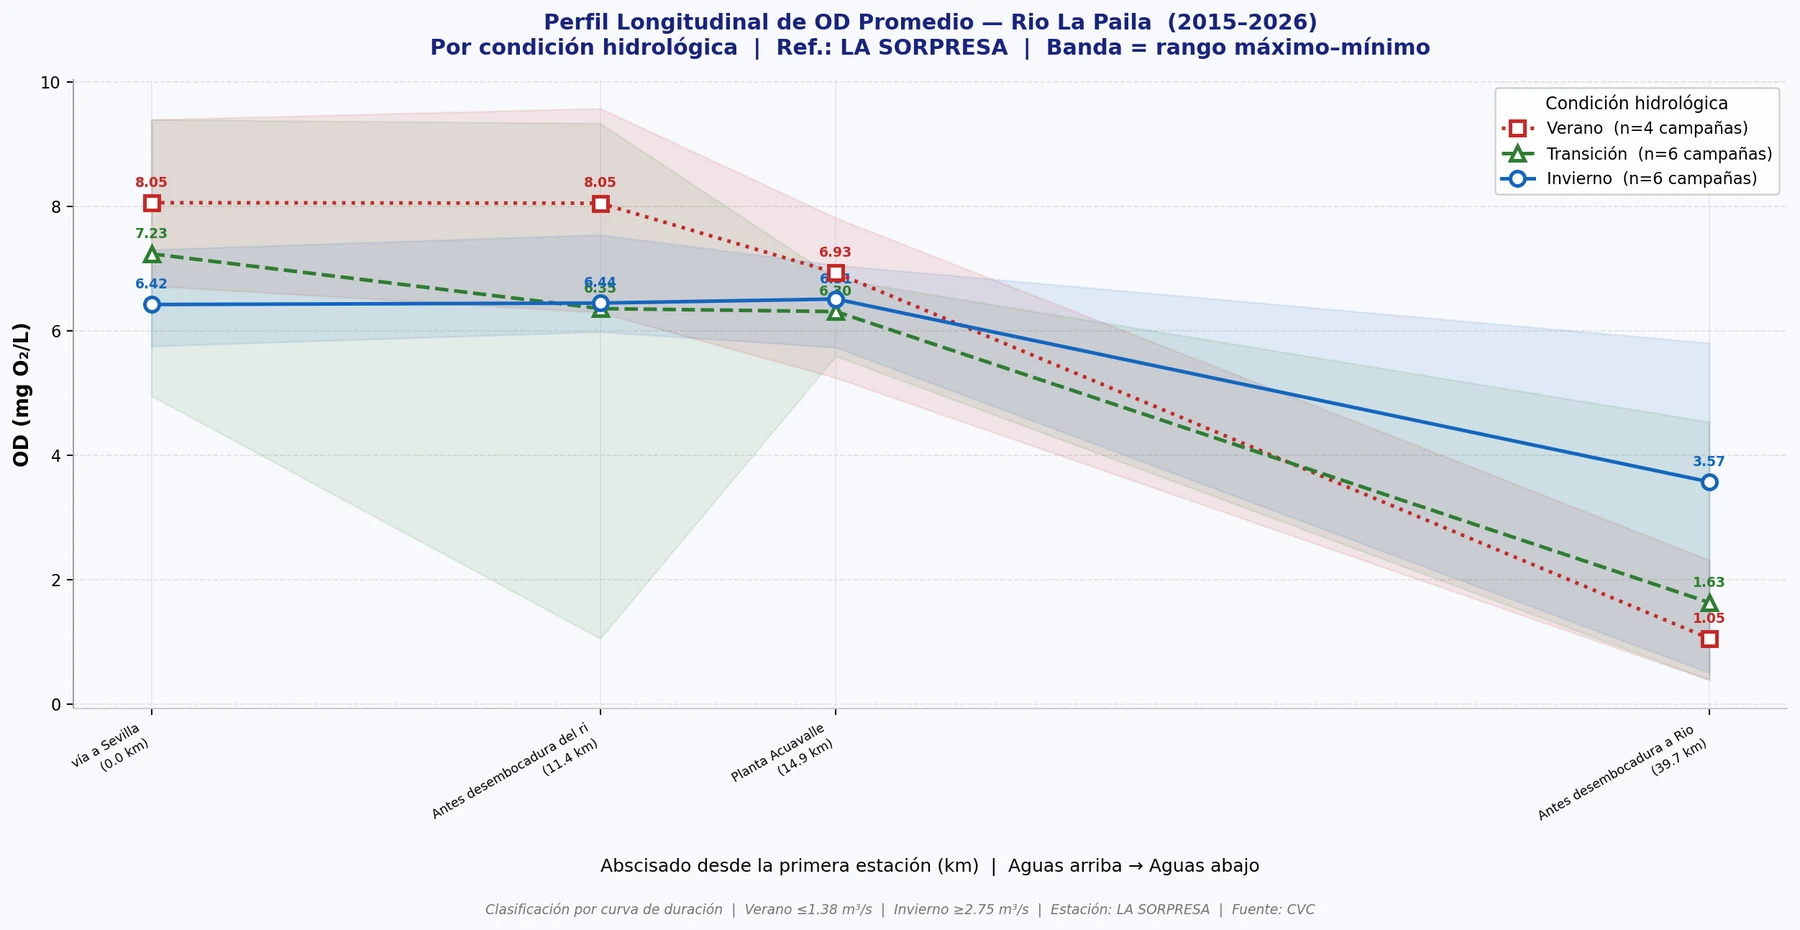 Perfil Longitudinal de OD Promedio — Rio La Paila  (2015–2026)
Por condición hidrológica  |  Ref.: LA SORPRESA  |  Banda = rango máximo–mínimo
OD (mg O₂/L)
10
8
6
4
2
0
Condición hidrológica
Verano  (n=4 campañas)
Transición  (n=6 campañas)
Invierno  (n=6 campañas)
8.05
8.05
6.93
1.05
7.23
6.35
6.30
1.63
6.42
6.44
3.57
vía a Sevilla
(0.0 km)
Antes desembocadura del ri
(11.4 km)
Planta Acuavalle
(14.9 km)
Antes desembocadura a Rio
(39.7 km)
Abscisado desde la primera estación (km)  |  Aguas arriba → Aguas abajo
Clasificación por curva de duración  |  Verano ≤1.38 m³/s  |  Invierno ≥2.75 m³/s  |  Estación: LA SORPRESA  |  Fuente: CVC